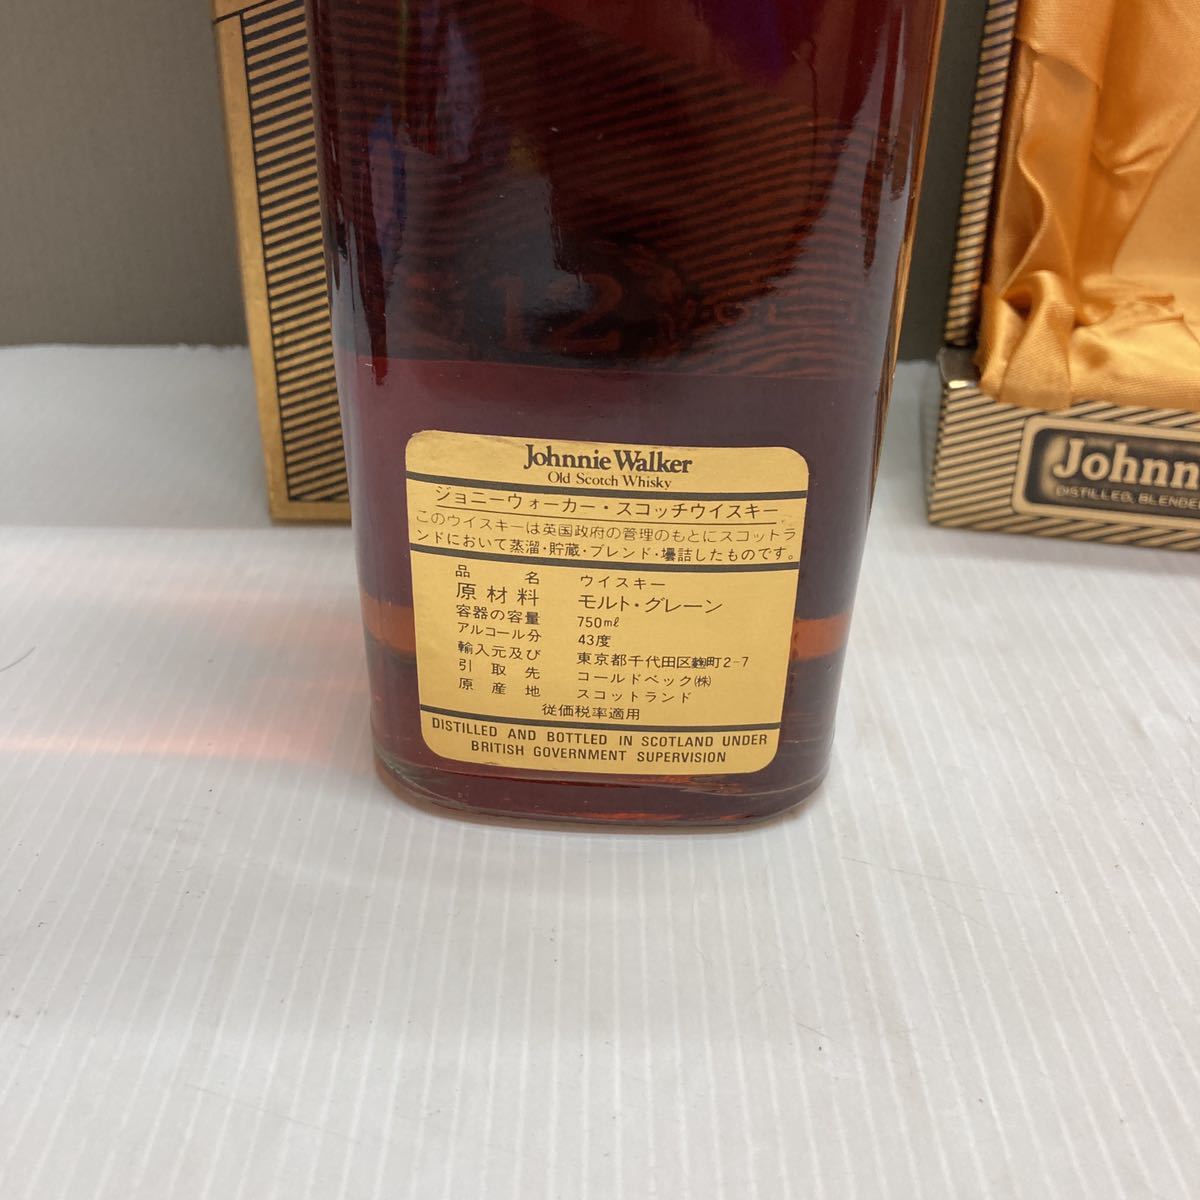 12
Johnnie Walker
Old Scotch Whisky
ジョニーウォーカー・スコッチウイスキー
このウイスキーは英国政府の管理のもとにスコットラ
ンドにおいて蒸溜・貯蔵・ブレンド・壜詰したものです。
品名 ウイスキー
原材料 モルト・グレーン
容器の容量 750mℓ
アルコール分 43度
輸入元及び 東京都千代田区麹町2-7
引取先 コールドベック㈱
原産地 スコットランド
従価税率適用
DISTILLED AND BOTTLED IN SCOTLAND UNDER
BRITISH GOVERNMENT SUPERVISION
Johnn
DISTILLED, BLENDE